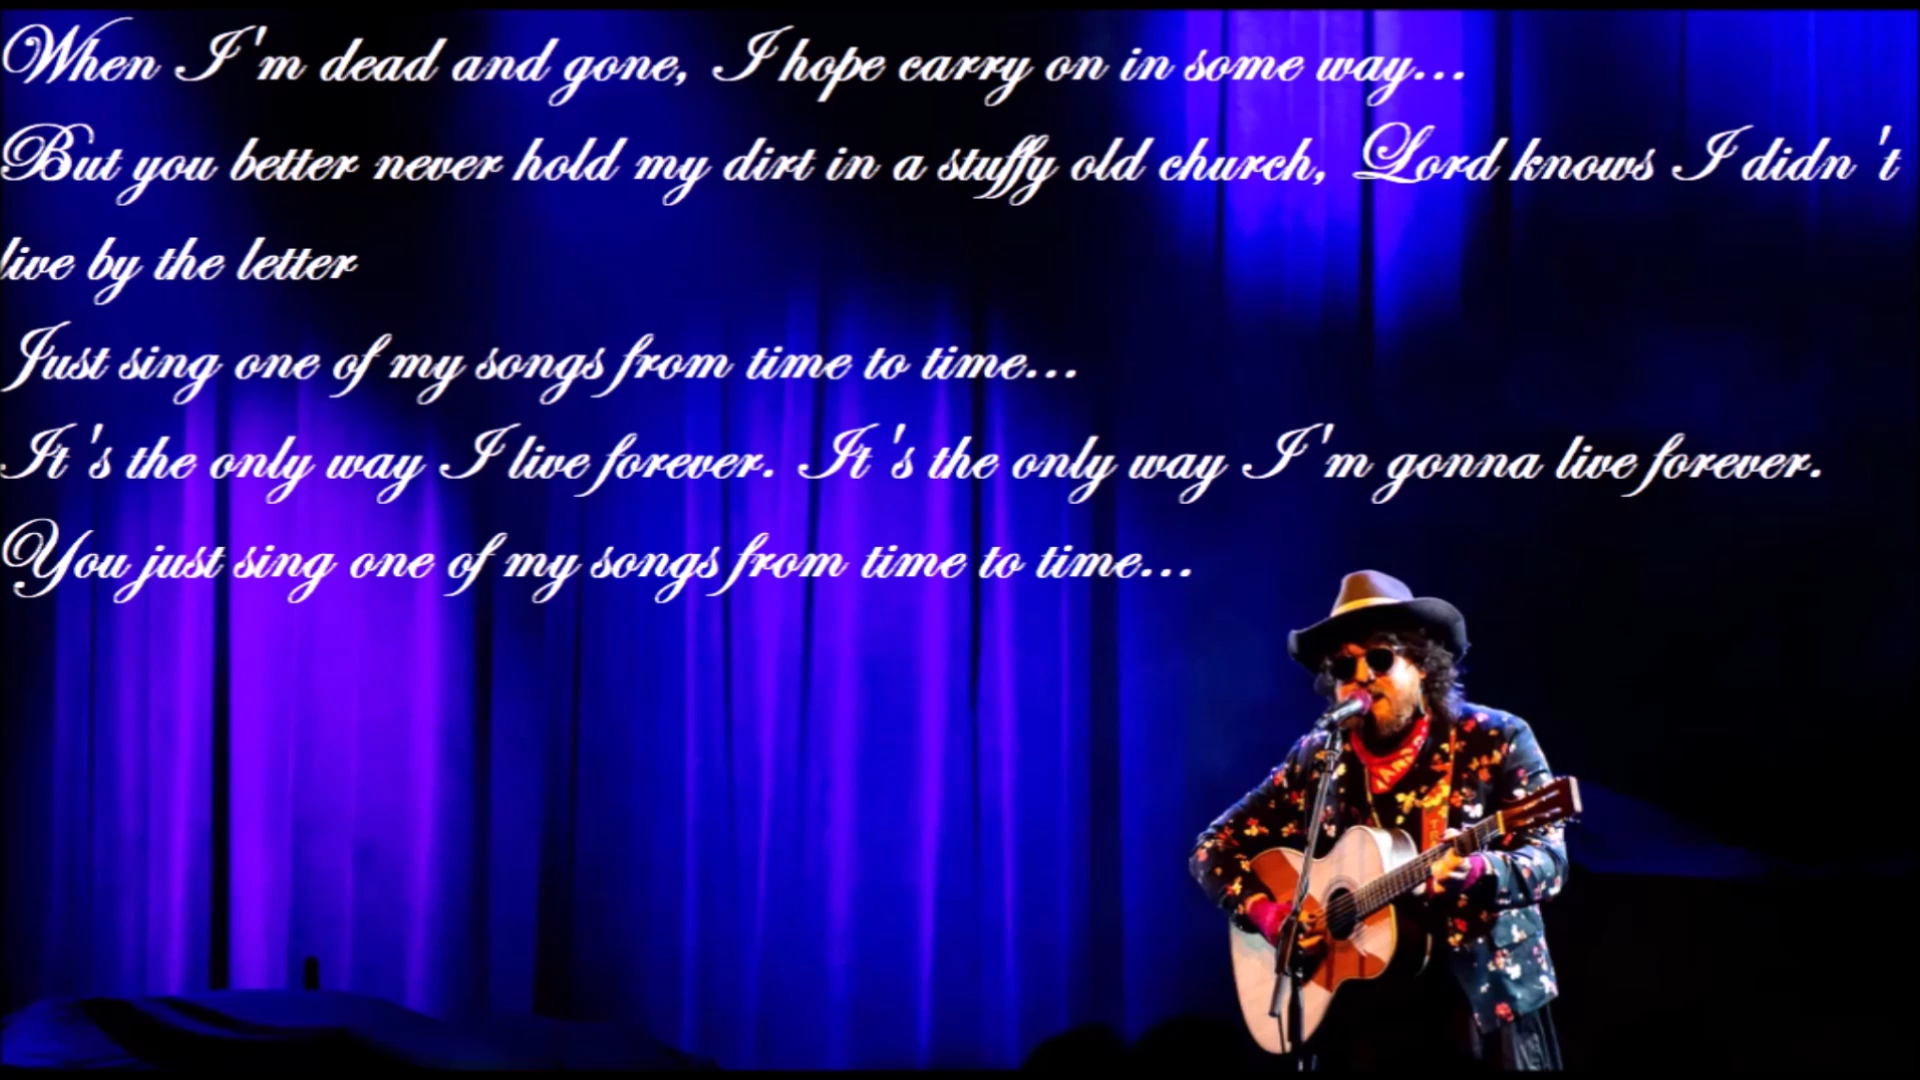 When I'm dead and gone, I hope carry on in some way...
But you better never hold my dirt in a stuffy old church, Lord knows I didn't
live by the letter
Just sing one of my songs from time to time...
It's the only way I live forever. It's the only way I'm gonna live forever.
You just sing one of my songs from time to time...